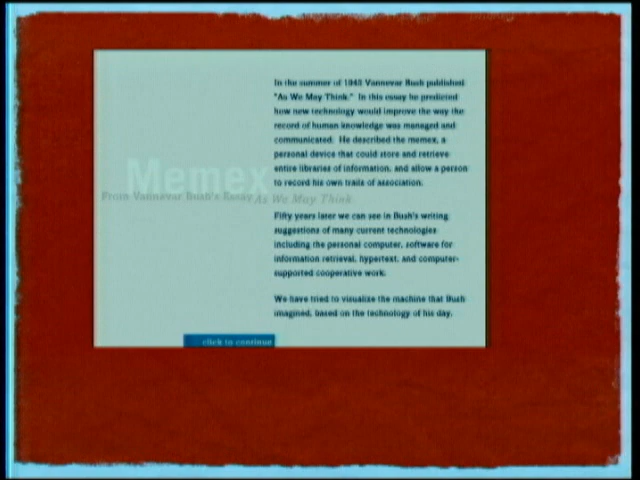 In the summer of 1945 Vannevar Bush published
"As We May Think." In this essay he predicted
how new technology would improve the way the
record of human knowledge was managed and
communicated. He described the memex, a
personal device that could store and retrieve
entire libraries of information, and allow a person
to record his own trails of association.
Memex
From Vannevar Bush's Essay As We May Think
Fifty years later we can see in Bush's writing
suggestions of many current technologies
including the personal computer, software for
information retrieval, hypertext, and computer-
supported cooperative work.
We have tried to visualize the machine that Bush
imagined, based on the technology of his day.
click to continue